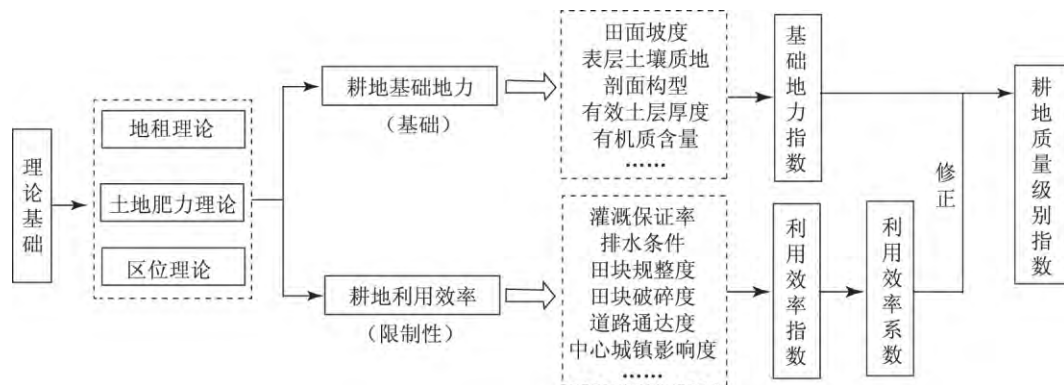 理论基础
地租理论
土地肥力理论
区位理论
耕地基础地力
（基础）
耕地利用效率
（限制性）
田面坡度
表层土壤质地
剖面构型
有效土层厚度
有机质含量
……
灌溉保证率
排水条件
田块规整度
田块破碎度
道路通达度
中心城镇影响度
……
基础地力指数
利用效率指数
利用效率系数
修正
耕地质量级别指数